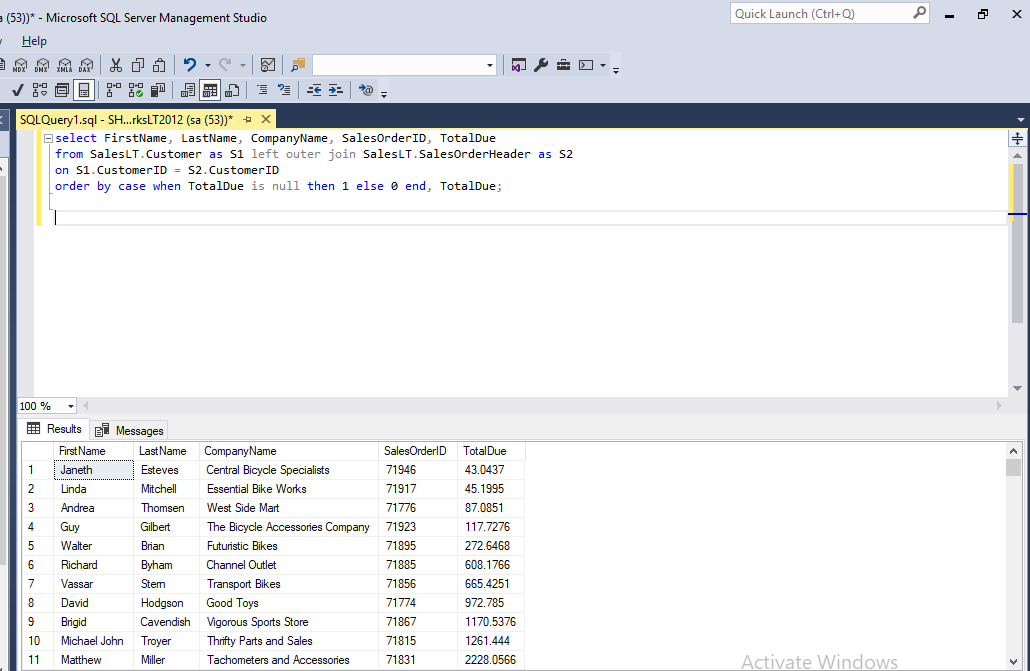 a (53))* - Microsoft SQL Server Management Studio
Quick Launch (Ctrl+Q)
Help
MDX DMX XMLA DAX
SQLQuery1.sql - SH...rksLT2012 (sa (53))*
select FirstName, LastName, CompanyName, SalesOrderID, TotalDue
from SalesLT.Customer as S1 left outer join SalesLT.SalesOrderHeader as S2
on S1.CustomerID = S2.CustomerID
order by case when TotalDue is null then 1 else 0 end, TotalDue;
100 %
Results Messages
FirstName LastName CompanyName SalesOrderID TotalDue
1 Janeth Esteves Central Bicycle Specialists 71946 43.0437
2 Linda Mitchell Essential Bike Works 71917 45.1995
3 Andrea Thomsen West Side Mart 71776 87.0851
4 Guy Gilbert The Bicycle Accessories Company 71923 117.7276
5 Walter Brian Futuristic Bikes 71895 272.6468
6 Richard Byham Channel Outlet 71885 608.1766
7 Vassar Stern Transport Bikes 71856 665.4251
8 David Hodgson Good Toys 71774 972.785
9 Brigid Cavendish Vigorous Sports Store 71867 1170.5376
10 Michael John Troyer Thrifty Parts and Sales 71815 1261.444
11 Matthew Miller Tachometers and Accessories 71831 2228.0566
Activate Windows